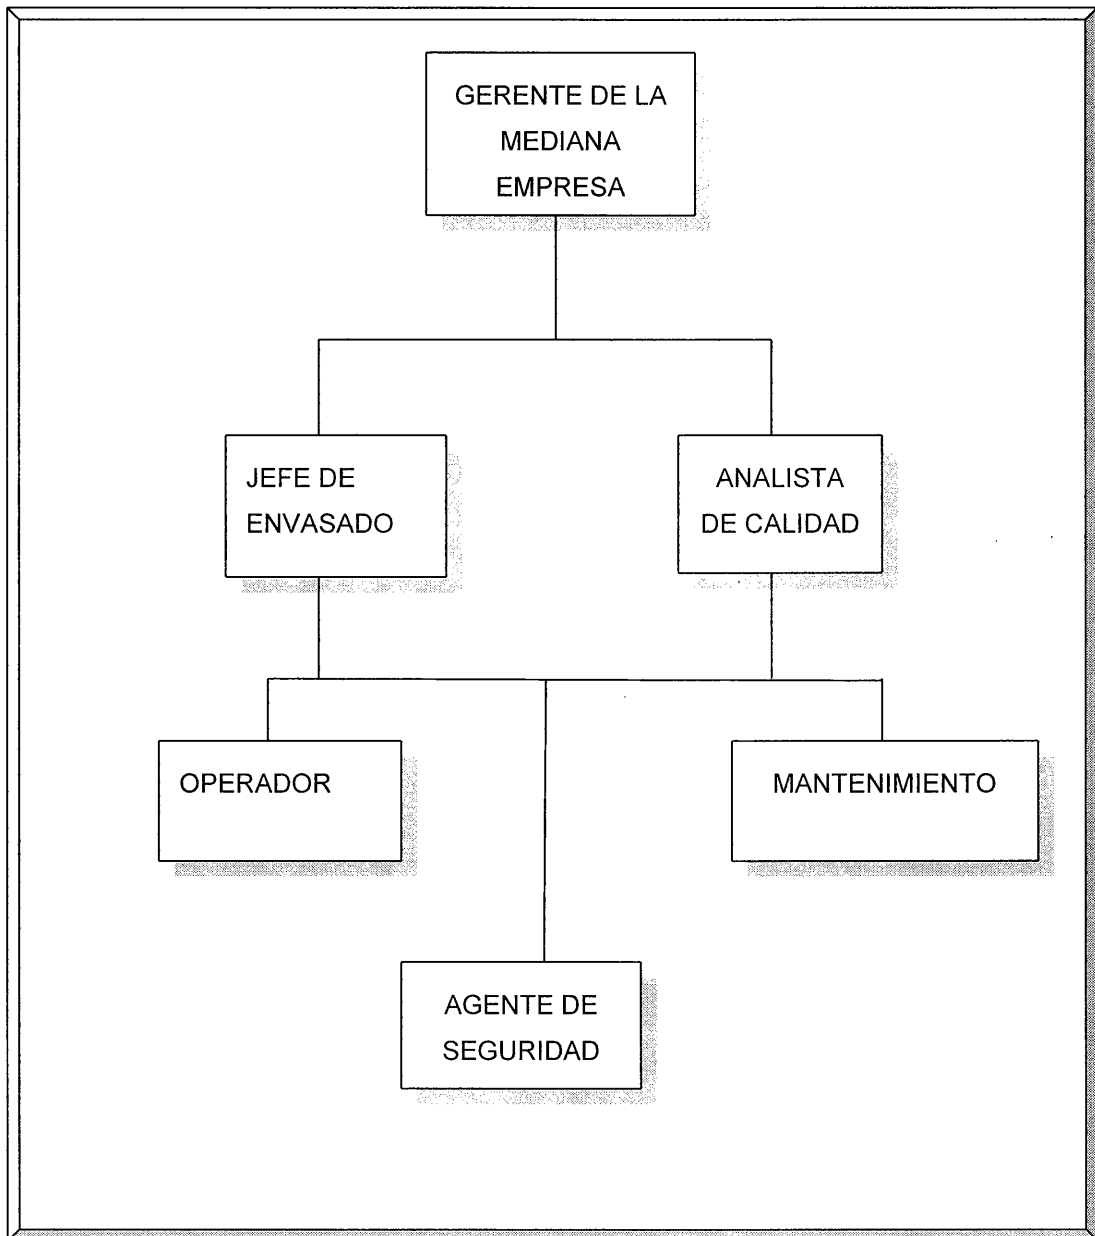 GERENTE DE LA
MEDIANA
EMPRESA
JEFE DE
ENVASADO
ANALISTA
DE CALIDAD
OPERADOR
MANTENIMIENTO
AGENTE DE
SEGURIDAD